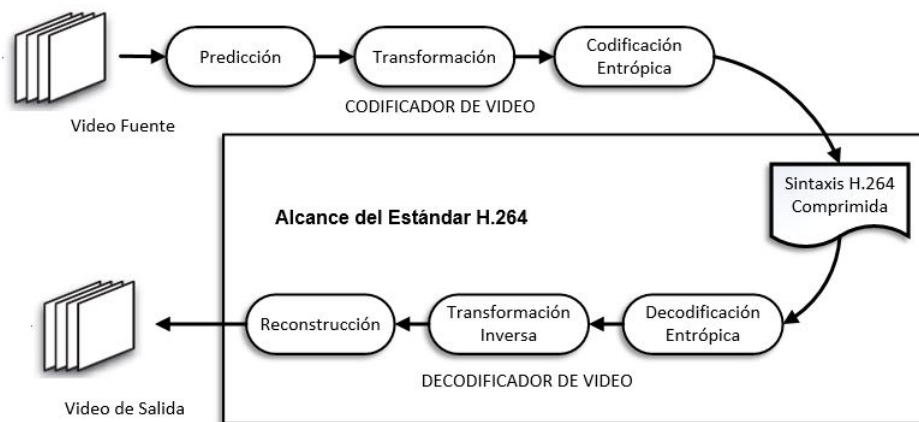 Video Fuente
Predicción
Transformación
Codificación
Entrópica
CODIFICADOR DE VIDEO
Sintaxis H.264
Comprimida
Alcance del Estándar H.264
Decodificación
Entrópica
Transformación
Inversa
Reconstrucción
DECODIFICADOR DE VIDEO
Video de Salida